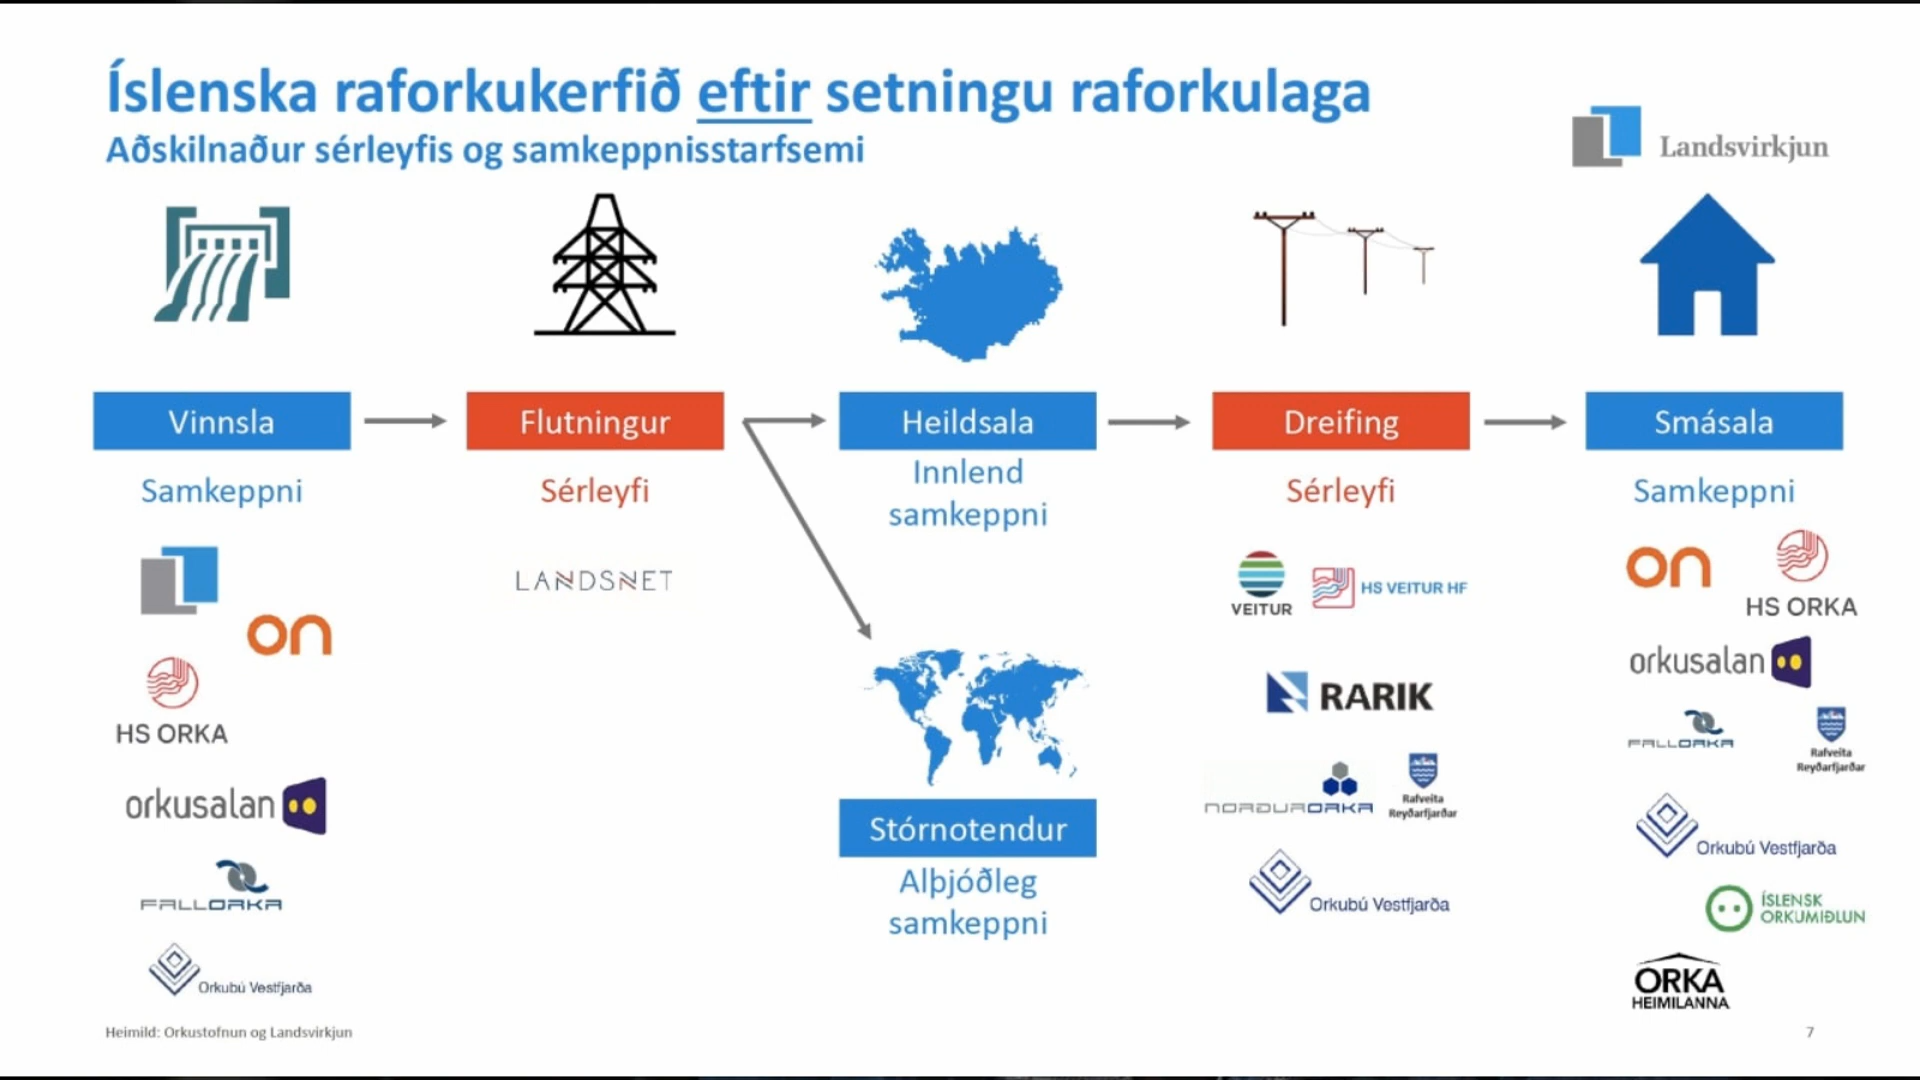 Íslenska raforkukerfið eftir setningu raforkulaga
Aðskilnaður sérleyfis og samkeppnisstarfsemi
Landsvirkjun
Vinnsla
Flutningur
Heildsala
Dreifing
Smásala
Samkeppni
Sérleyfi
Innlend
samkeppni
Sérleyfi
Samkeppni
on
HS ORKA
orkusalan
FALLORKA
Orkubú Vestfjarða
LANDSNET
Stórnotendur
Alþjóðleg
samkeppni
VEITUR
HS VEITUR HF
RARIK
NORÐURORKA
Rafveita
Reyðarfjarðar
Orkubú Vestfjarða
on
HS ORKA
orkusalan
FALLORKA
Rafveita
Reyðarfjarðar
Orkubú Vestfjarða
ÍSLENSK
ORKUMIÐLUN
ORKA
HEIMILANNA
Heimild: Orkustofnun og Landsvirkjun
7